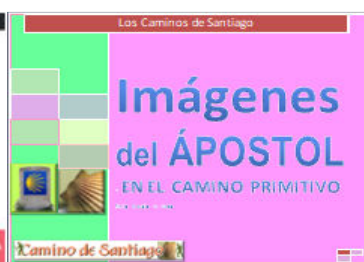 Los Caminos de Santiago
Imágenes
del ÁPOSTOL
EN EL CAMINO PRIMITIVO
Camino de Santiago